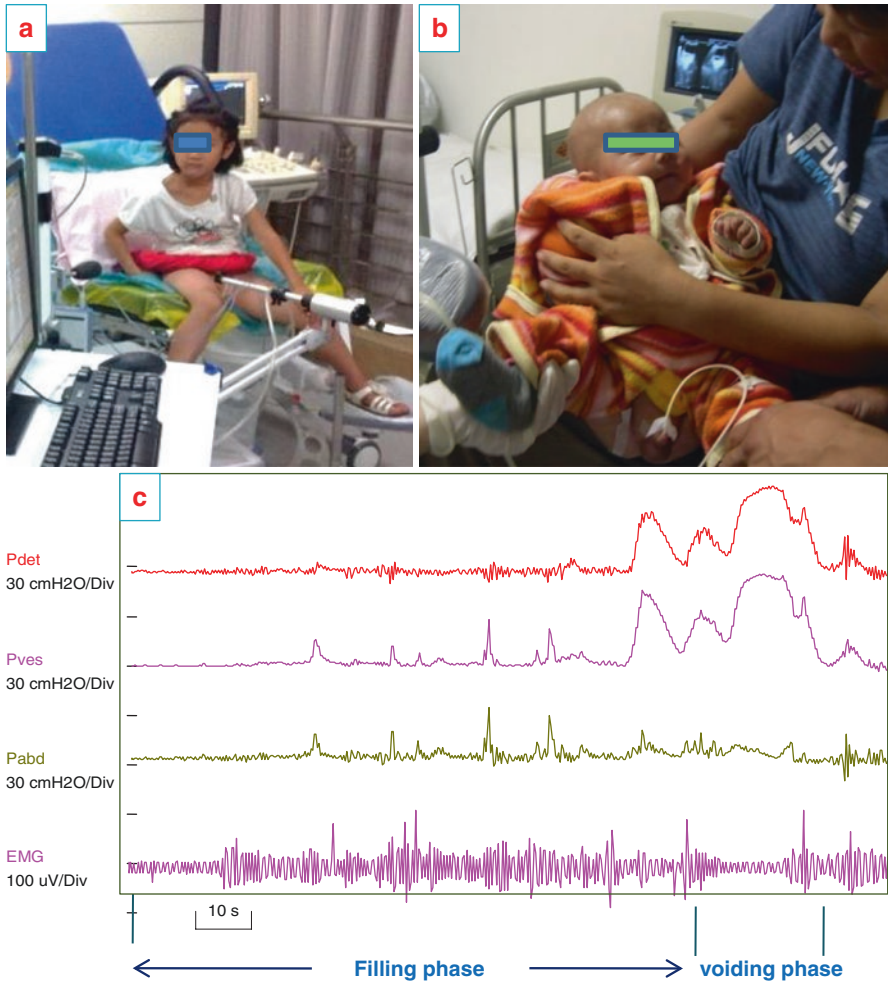 a
b
c
Pdet
30 cmH2O/Div
Pves
30 cmH2O/Div
Pabd
30 cmH2O/Div
EMG
100 uV/Div
10 s
Filling phase
voiding phase